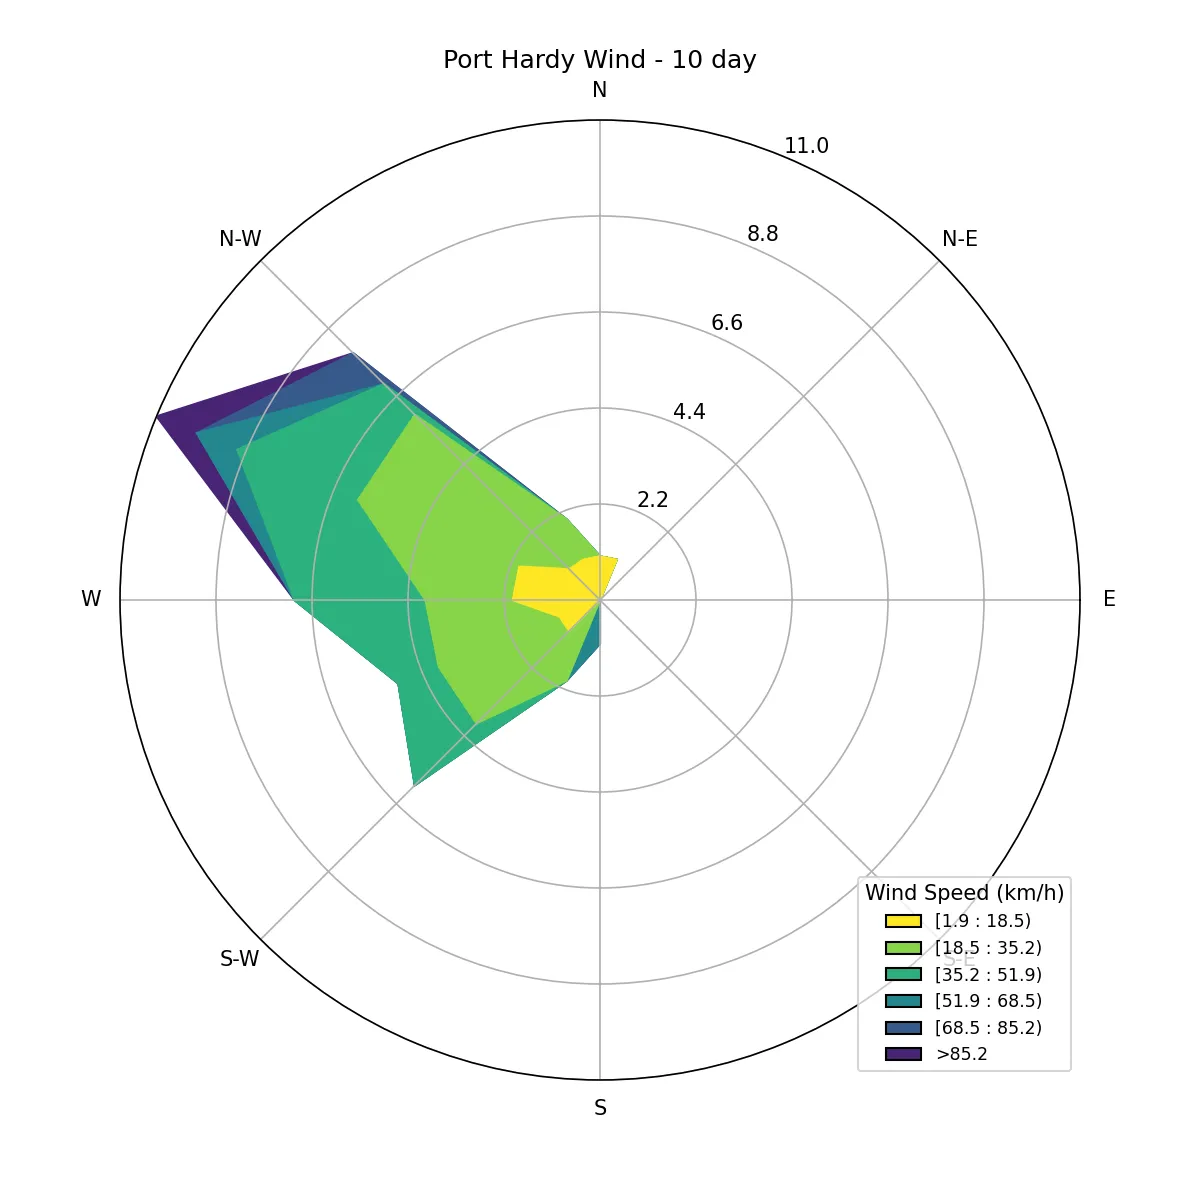 Port Hardy Wind - 10 day
N
11.0
N-W
N-E
8.8
6.6
4.4
2.2
W
E
S-W
S-E
Wind Speed (km/h)
[1.9 : 18.5)
[18.5 : 35.2)
[35.2 : 51.9)
[51.9 : 68.5)
[68.5 : 85.2)
>85.2
S